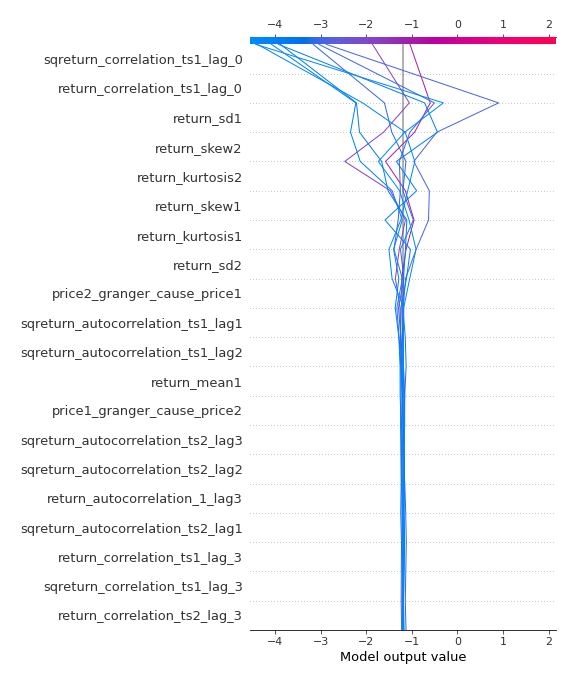 −4 −3 −2 −1 0 1 2
sqreturn_correlation_ts1_lag_0
return_correlation_ts1_lag_0
return_sd1
return_skew2
return_kurtosis2
return_skew1
return_kurtosis1
return_sd2
price2_granger_cause_price1
sqreturn_autocorrelation_ts1_lag1
sqreturn_autocorrelation_ts1_lag2
return_mean1
price1_granger_cause_price2
sqreturn_autocorrelation_ts2_lag3
sqreturn_autocorrelation_ts2_lag2
return_autocorrelation_1_lag3
sqreturn_autocorrelation_ts2_lag1
return_correlation_ts1_lag_3
sqreturn_correlation_ts1_lag_3
return_correlation_ts2_lag_3
−4 −3 −2 −1 0 1 2
Model output value